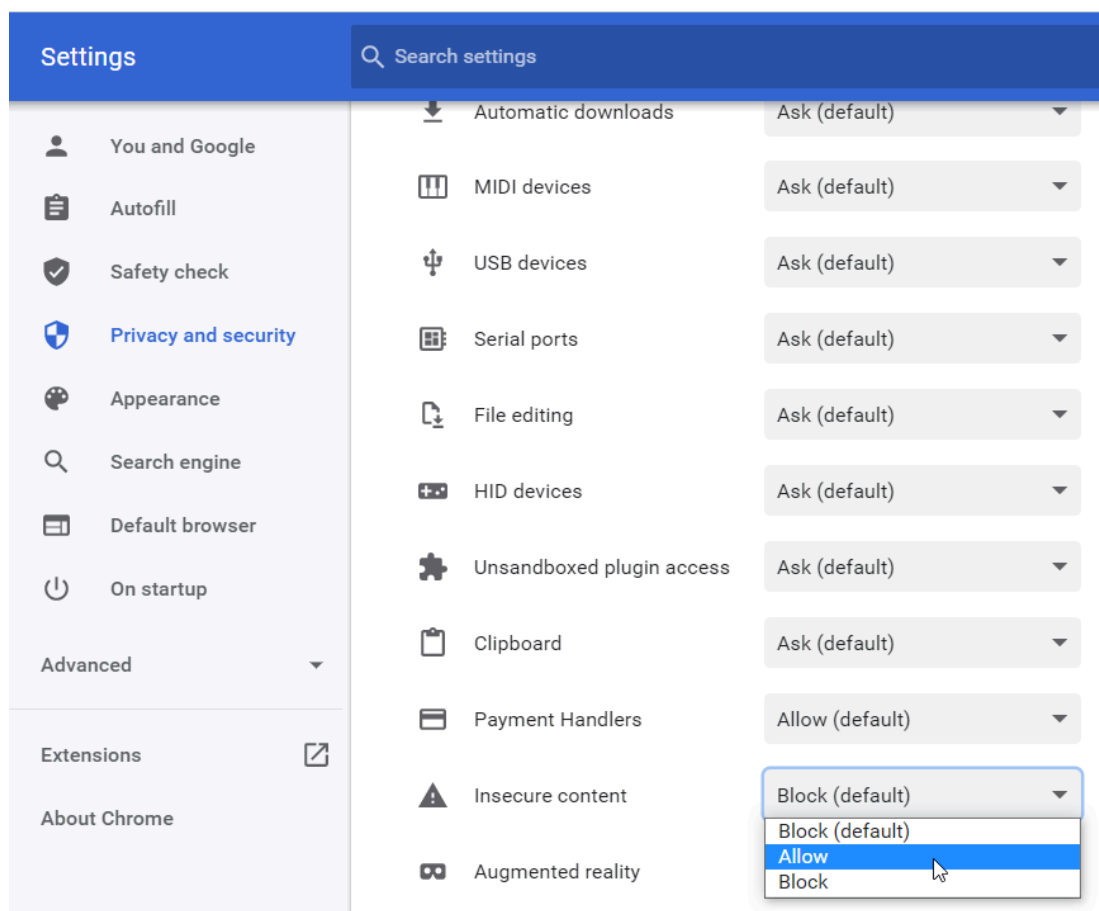 Settings
Search settings
You and Google
Autofill
Safety check
Privacy and security
Appearance
Search engine
Default browser
On startup
Advanced
Extensions
About Chrome
Automatic downloads Ask (default)
MIDI devices Ask (default)
USB devices Ask (default)
Serial ports Ask (default)
File editing Ask (default)
HID devices Ask (default)
Unsandboxed plugin access Ask (default)
Clipboard Ask (default)
Payment Handlers Allow (default)
Insecure content Block (default)
Block (default)
Allow
Block
Augmented reality